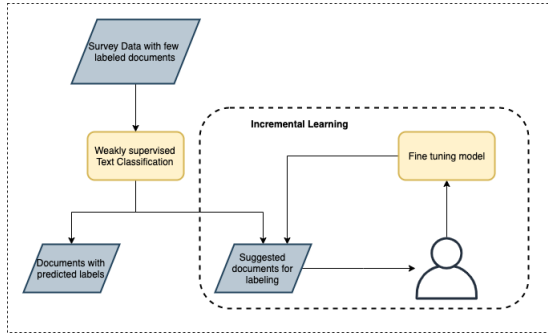 Survey Data with few
labeled documents
Incremental Learning
Weakly supervised
Text Classification
Fine tuning model
Documents with
predicted labels
Suggested
documents for
labeling